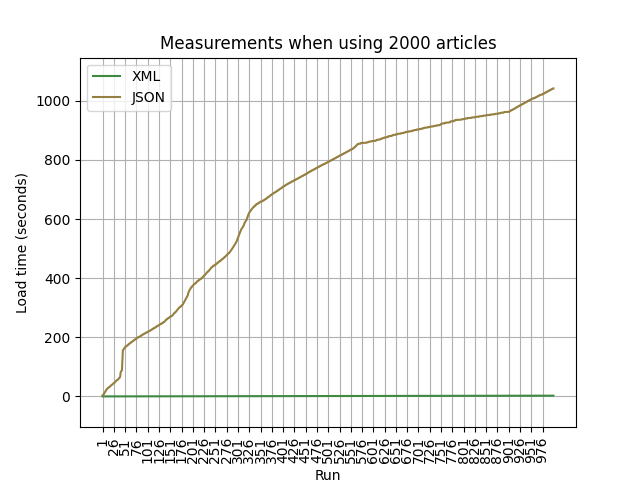 Measurements when using 2000 articles
XML
JSON
Load time (seconds)
1000
800
600
400
200
0
1 26 51 76 101 126 151 176 201 226 251 276 301 326 351 376 401 426 451 476 501 526 551 576 601 626 651 676 701 726 751 776 801 826 851 876 901 926 951 976
Run